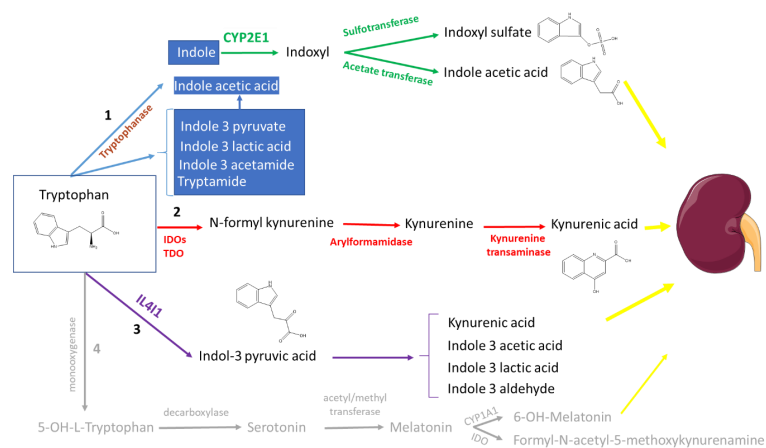 CYP2E1
Sulfotransferase
Indole
Indoxyl
Indoxyl sulfate
Acetate transferase
Indole acetic acid
Indole acetic acid
1
Tryptophanase
Indole 3 pyruvate
Indole 3 lactic acid
Indole 3 acetamide
Tryptamide
Tryptophan
2
N-formyl kynurenine
Kynurenine
Kynurenic acid
IDOs
TDO
Arylformamidase
Kynurenine
transaminase
IL4I1
3
Indol-3 pyruvic acid
Kynurenic acid
Indole 3 acetic acid
Indole 3 lactic acid
Indole 3 aldehyde
monooxygenase
4
5-OH-L-Tryptophan
decarboxylase
Serotonin
acetyl/methyl
transferase
Melatonin
CYP1A1
IDO
6-OH-Melatonin
Formyl-N-acetyl-5-methoxykynurenamine